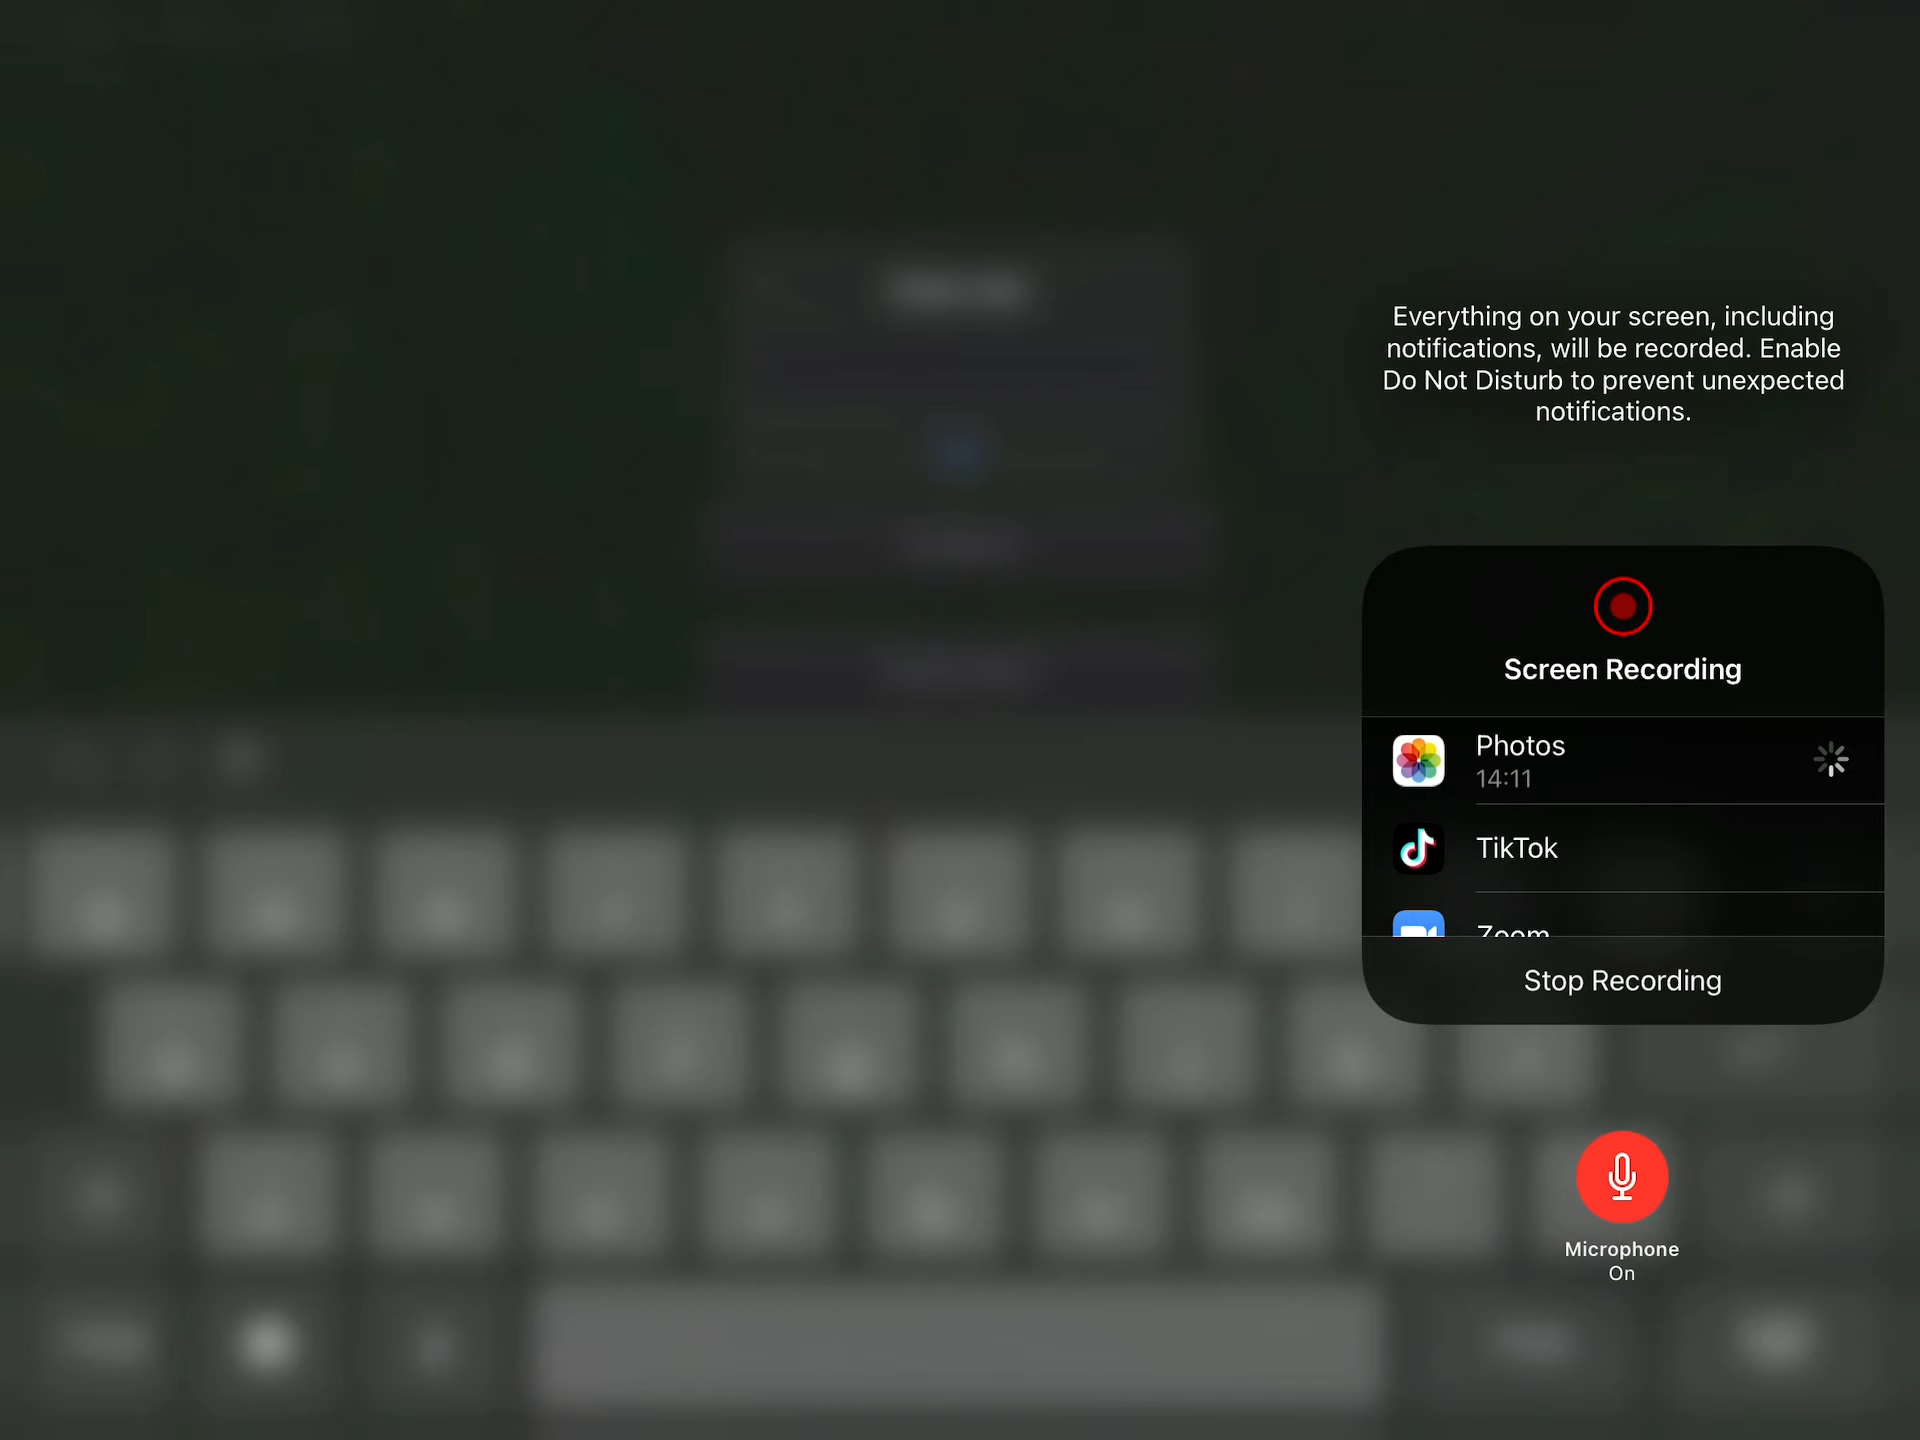 Everything on your screen, including
notifications, will be recorded. Enable
Do Not Disturb to prevent unexpected
notifications.
Screen Recording
Photos
14:11
TikTok
Zoom
Stop Recording
Microphone
On